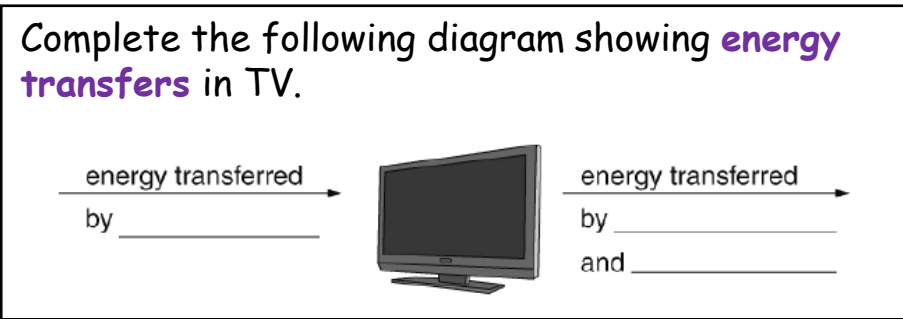 Complete the following diagram showing energy
transfers in TV.
energy transferred
by
energy transferred
by
and